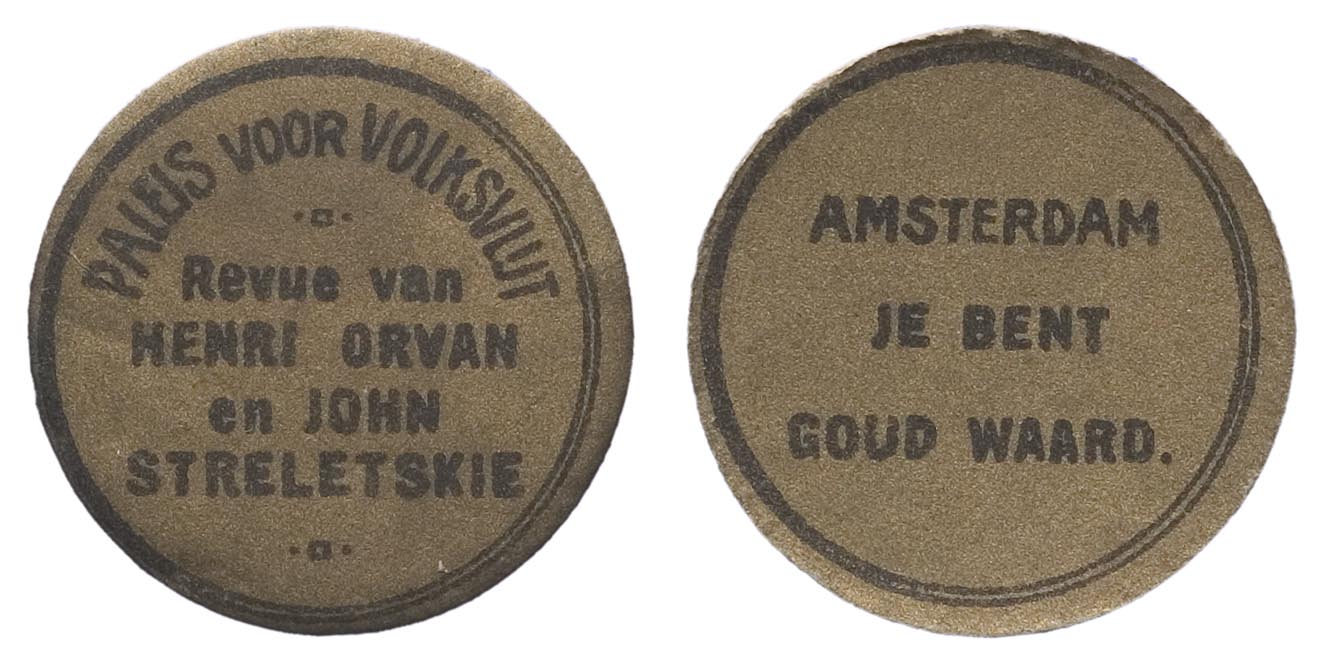 PALEIS VOOR VOLKSVLIJT
Revue van
HENRI ORVAN
en JOHN
STRELETSKIE
AMSTERDAM
JE BENT
GOUD WAARD.